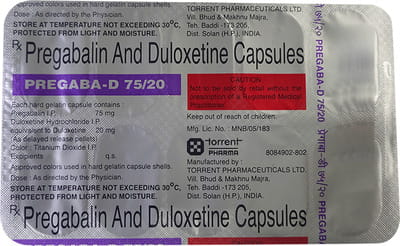 Approved colors used in hard gelatin capsule shells.
Dose : As directed by the Physician.
STORE AT TEMPERATURE NOT EXCEEDING 30°C,
PROTECTED FROM LIGHT AND MOISTURE.
TORRENT PHARMACEUTICALS LTD.
Vill. Bhud & Makhnu Majra,
Teh. Baddi-173 205,
Dist. Solan (H.P.), INDIA.
Rx Pregabalin And Duloxetine Capsules
PREGABA-D 75/20
Each hard gelatin capsule contains :
Pregabalin I.P. 75 mg
Duloxetine Hydrochloride I.P.
equivalent to Duloxetine 20 mg
(As delayed release pellets)
Color : Titanium Dioxide I.P.
Excipients q.s.
Approved colors used in hard gelatin capsule shells.
Dose : As directed by the Physician.
STORE AT TEMPERATURE NOT EXCEEDING 30°C,
PROTECTED FROM LIGHT AND MOISTURE.
CAUTION
Not to be sold by retail without the
prescription of a Registered Medical
Practitioner.
Keep out of reach of children.
Mfg. Lic. No. : MNB/05/183
torrent
PHARMA
8084902-802
Manufactured by :
TORRENT PHARMACEUTICALS LTD.
Vill. Bhud & Makhnu Majra,
Teh. Baddi-173 205,
Dist. Solan (H.P.), INDIA.
Rx Pregabalin And Duloxetine Capsules
PREGABA-D 75/20
प्रेगाबा-डी ७५/२०
PREGAB